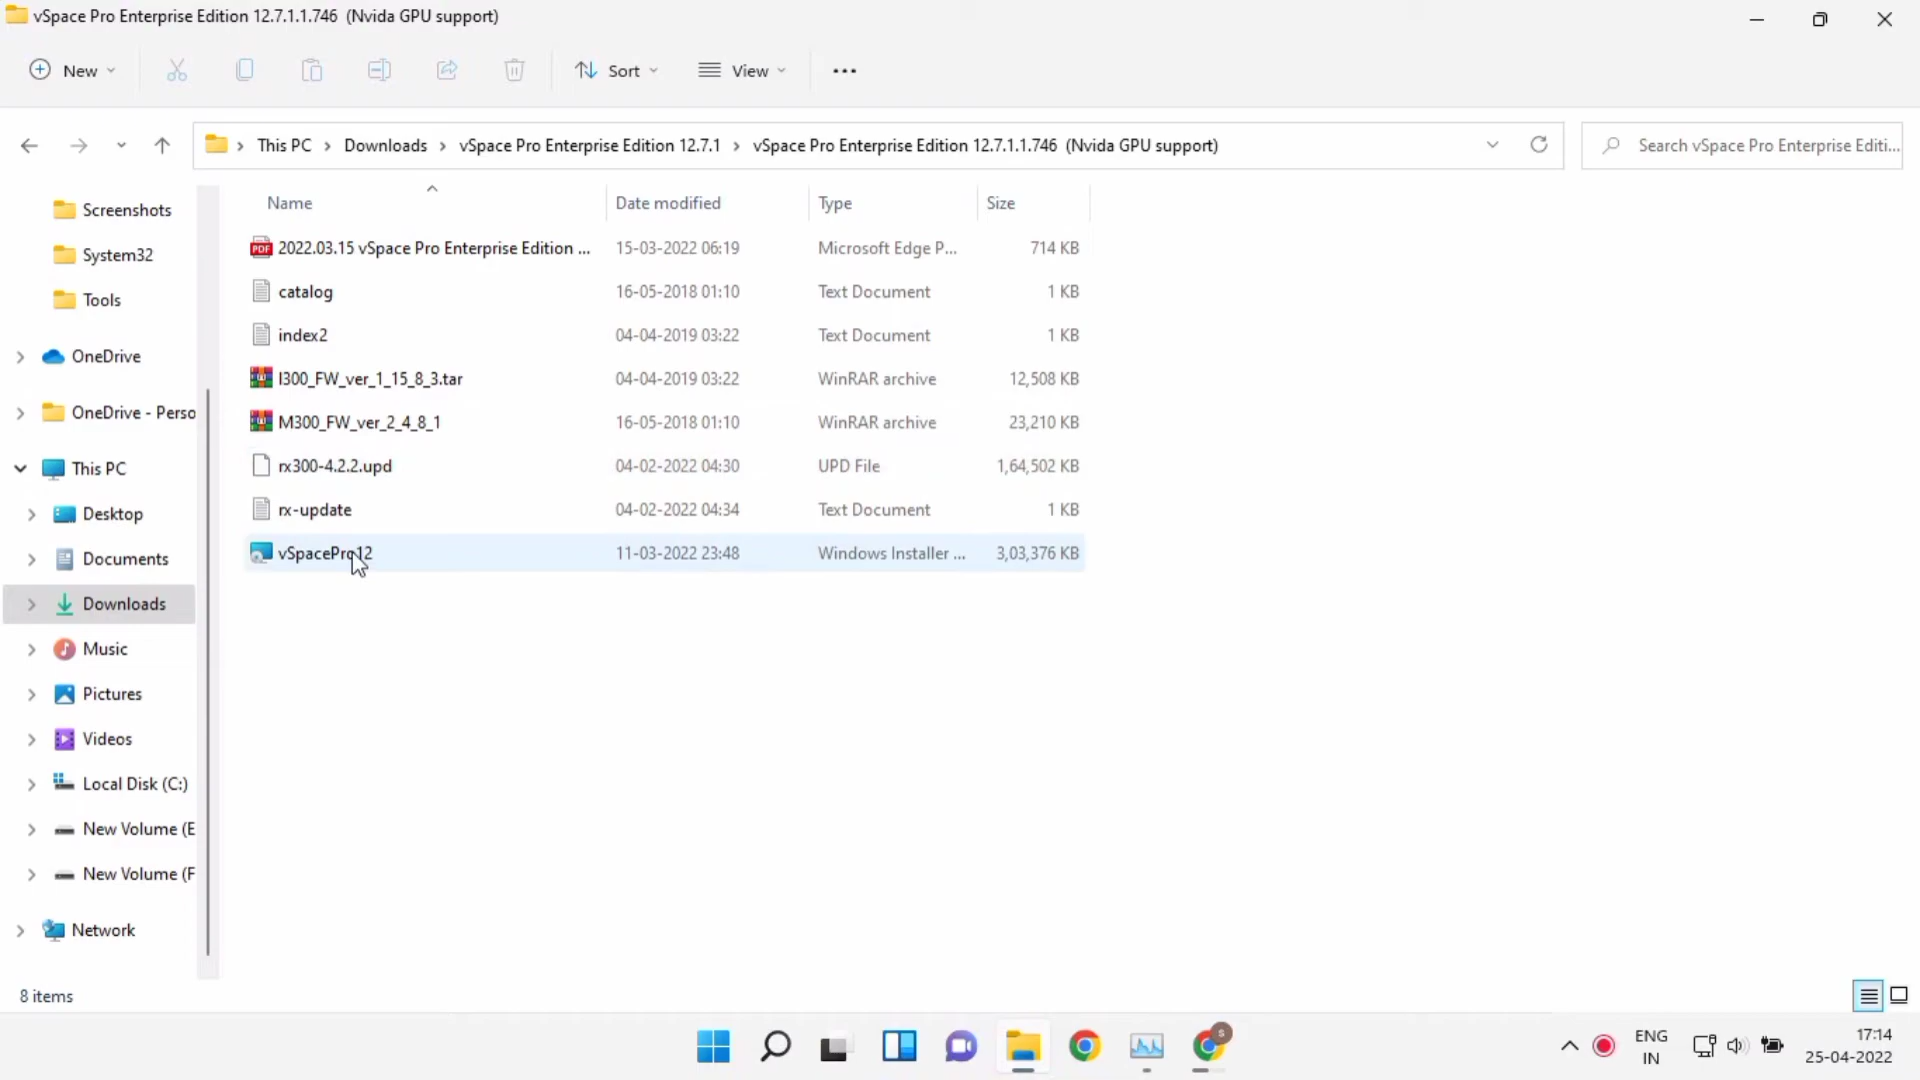 vSpace Pro Enterprise Edition 12.7.1.1.746 (Nvidia GPU support)
New
Sort
View
This PC > Downloads > vSpace Pro Enterprise Edition 12.7.1 > vSpace Pro Enterprise Edition 12.7.1.1.746 (Nvidia GPU support)
Search vSpace Pro Enterprise Editi...
Screenshots
System32
Tools
OneDrive
OneDrive - Perso
This PC
Desktop
Documents
Downloads
Music
Pictures
Videos
Local Disk (C:)
New Volume (E
New Volume (F
Network
Name Date modified Type Size
2022.03.15 vSpace Pro Enterprise Edition ... 15-03-2022 06:19 Microsoft Edge P... 714 KB
catalog 16-05-2018 01:10 Text Document 1 KB
index2 04-04-2019 03:22 Text Document 1 KB
I300_FW_ver_1_15_8_3.tar 04-04-2019 03:22 WinRAR archive 12,508 KB
M300_FW_ver_2_4_8_1 16-05-2018 01:10 WinRAR archive 23,210 KB
rx300-4.2.2.upd 04-02-2022 04:30 UPD File 1,64,502 KB
rx-update 04-02-2022 04:34 Text Document 1 KB
vSpacePro12 11-03-2022 23:48 Windows Installer ... 3,03,376 KB
8 items
S
ENG
IN
17:14
25-04-2022